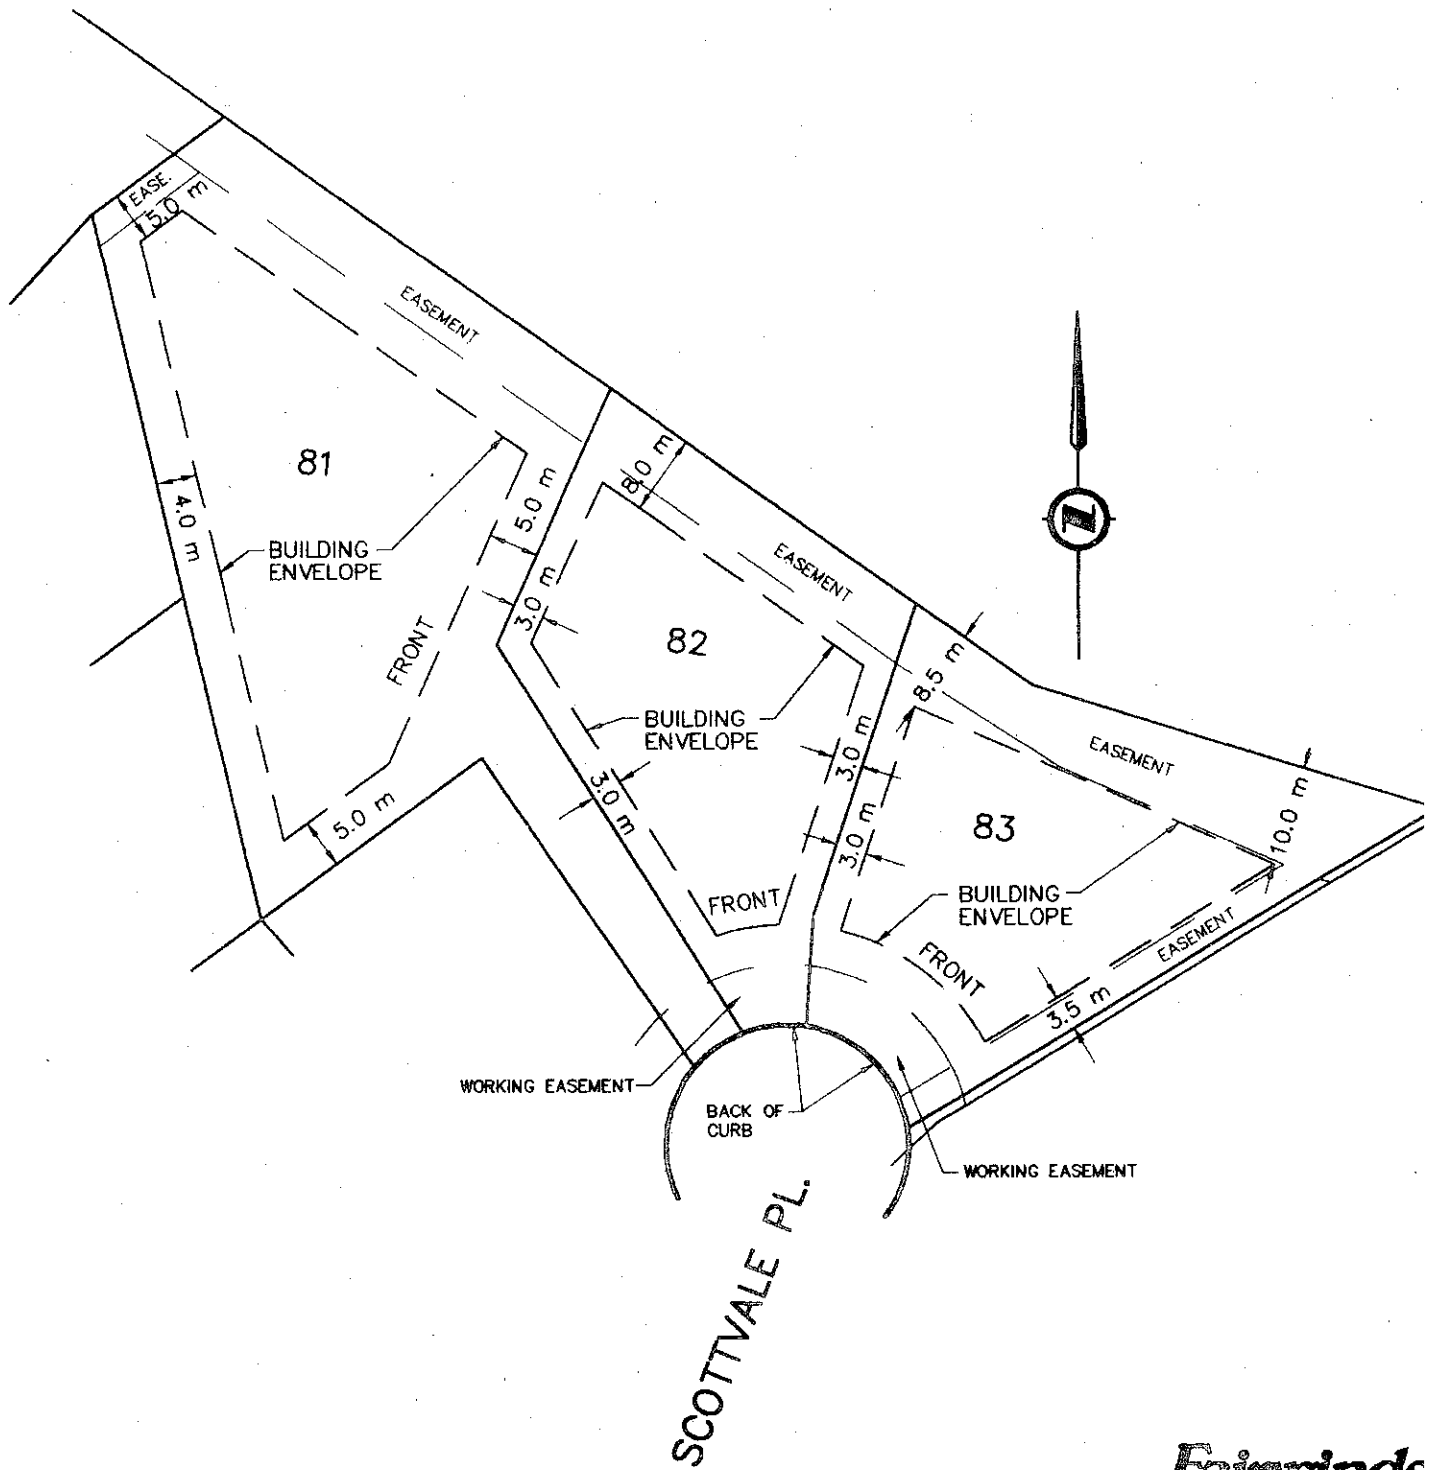 EASE.
5.0 m
EASEMENT
81
4.0 m
BUILDING
ENVELOPE
5.0 m
FRONT
5.0 m
8.0 m
3.0 m
EASEMENT
82
BUILDING
ENVELOPE
3.0 m
3.0 m
FRONT
8.5 m
EASEMENT
3.0 m
83
10.0 m
BUILDING
ENVELOPE
FRONT
EASEMENT
3.5 m
WORKING EASEMENT
BACK OF
CURB
WORKING EASEMENT
SCOTTVALE PL.